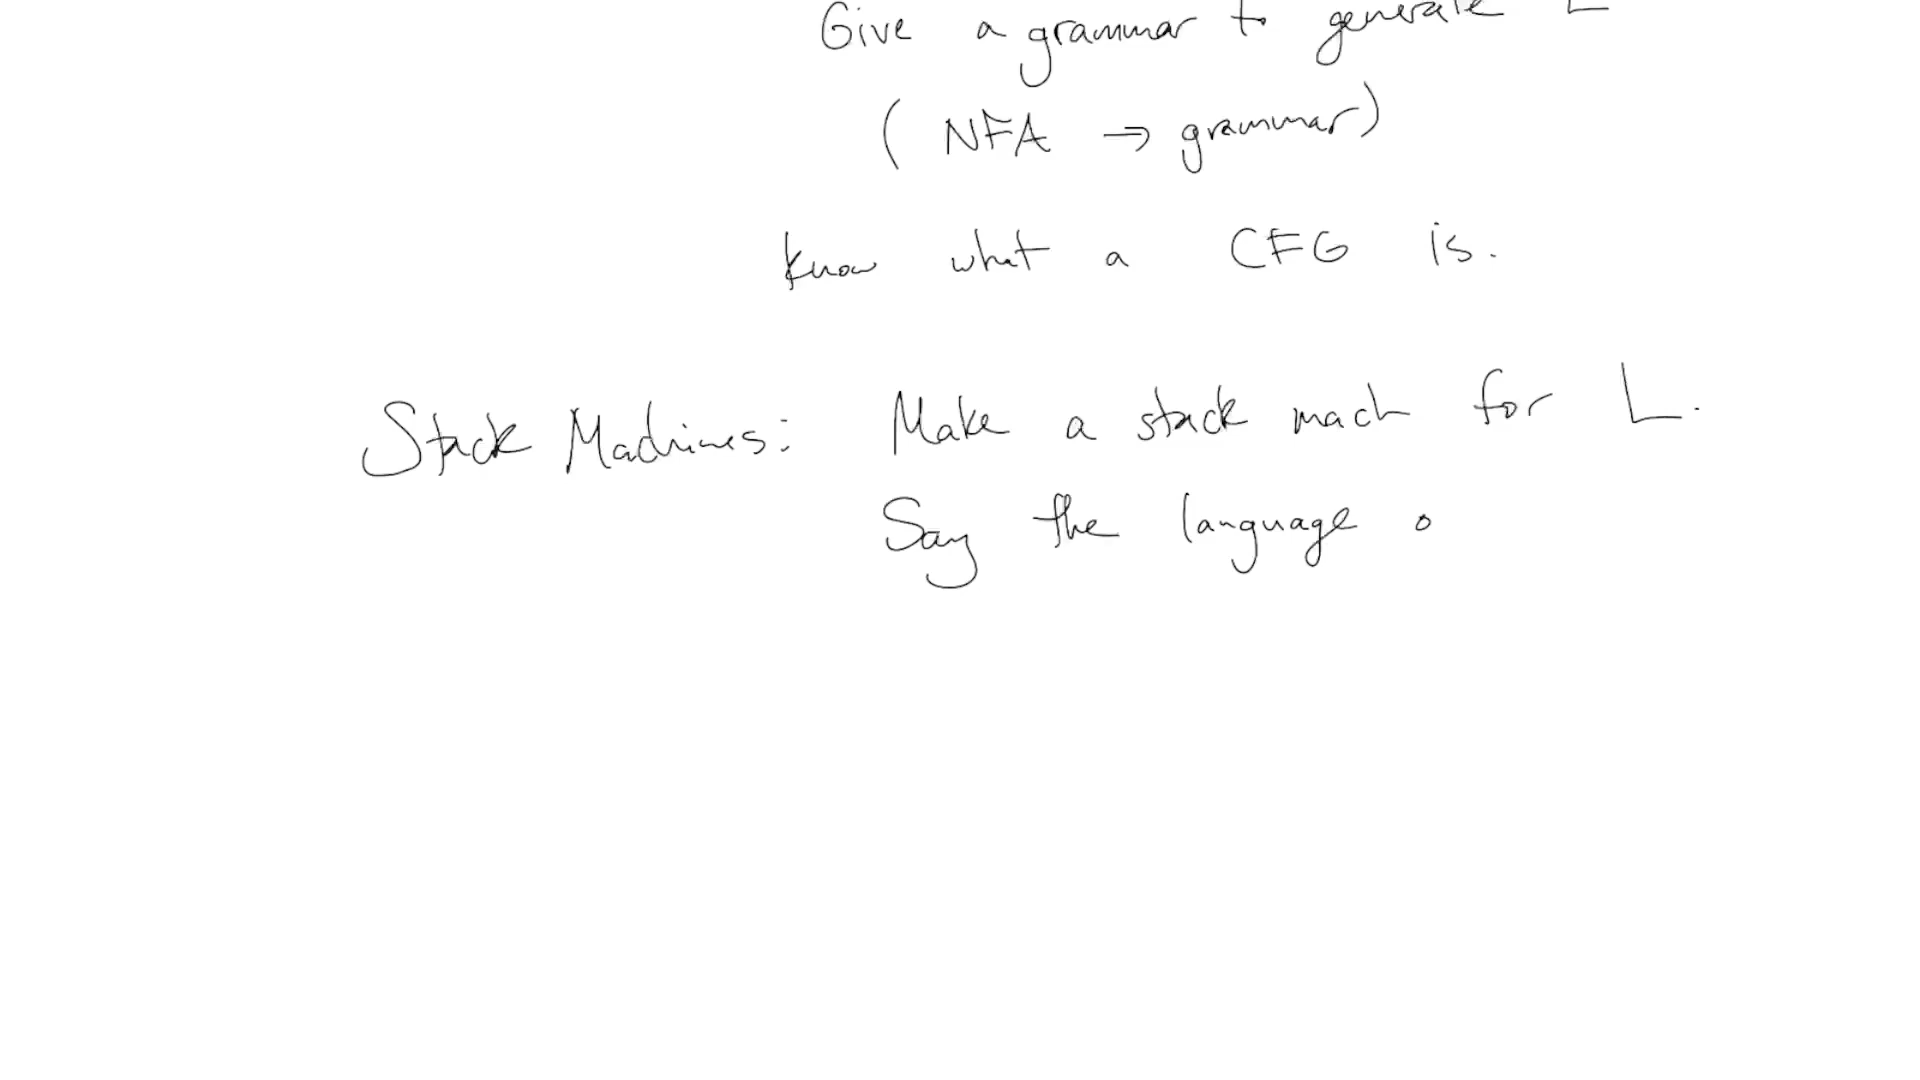 Give a grammar to generate L
( NFA → grammar)
know what a CFG is.
Stack Machines: Make a stack mach for L.
Say the language o